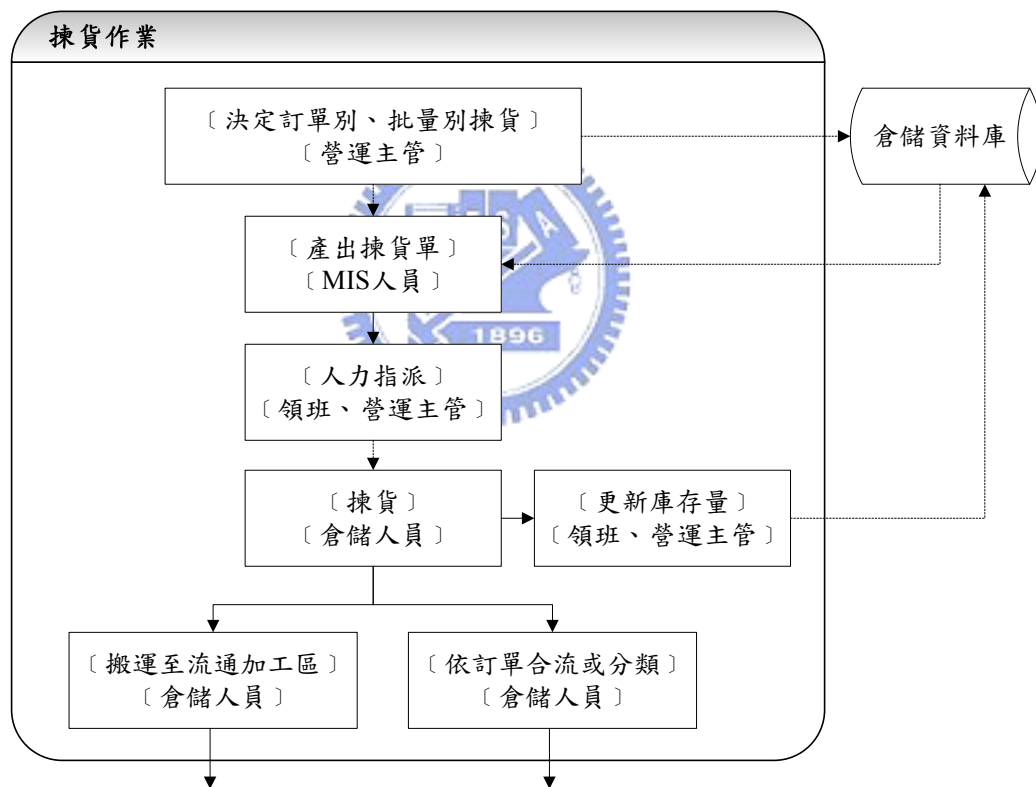 揀貨作業
﹝決定訂單別、批量別揀貨﹞
﹝營運主管﹞
倉儲資料庫
﹝產出揀貨單﹞
﹝MIS人員﹞
1896
﹝人力指派﹞
﹝領班、營運主管﹞
﹝揀貨﹞
﹝倉儲人員﹞
﹝更新庫存量﹞
﹝領班、營運主管﹞
﹝搬運至流通加工區﹞
﹝倉儲人員﹞
﹝依訂單合流或分類﹞
﹝倉儲人員﹞